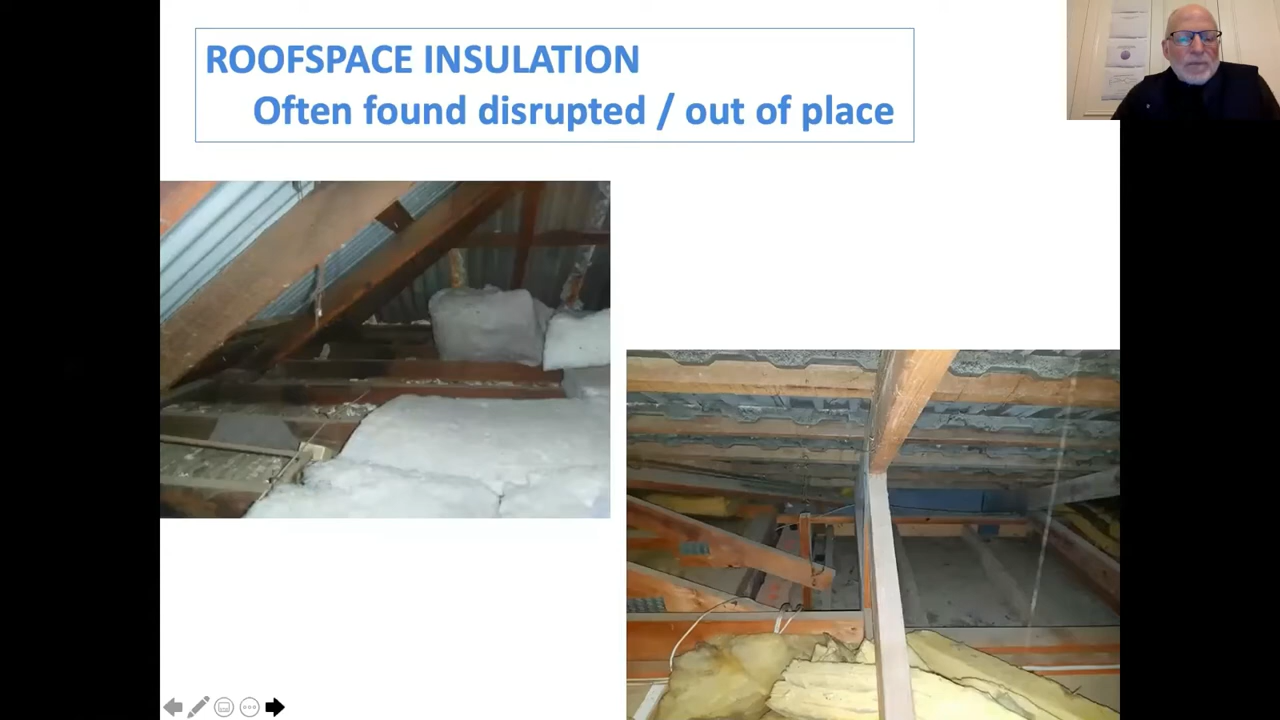 ROOFSPACE INSULATION
Often found disrupted / out of place